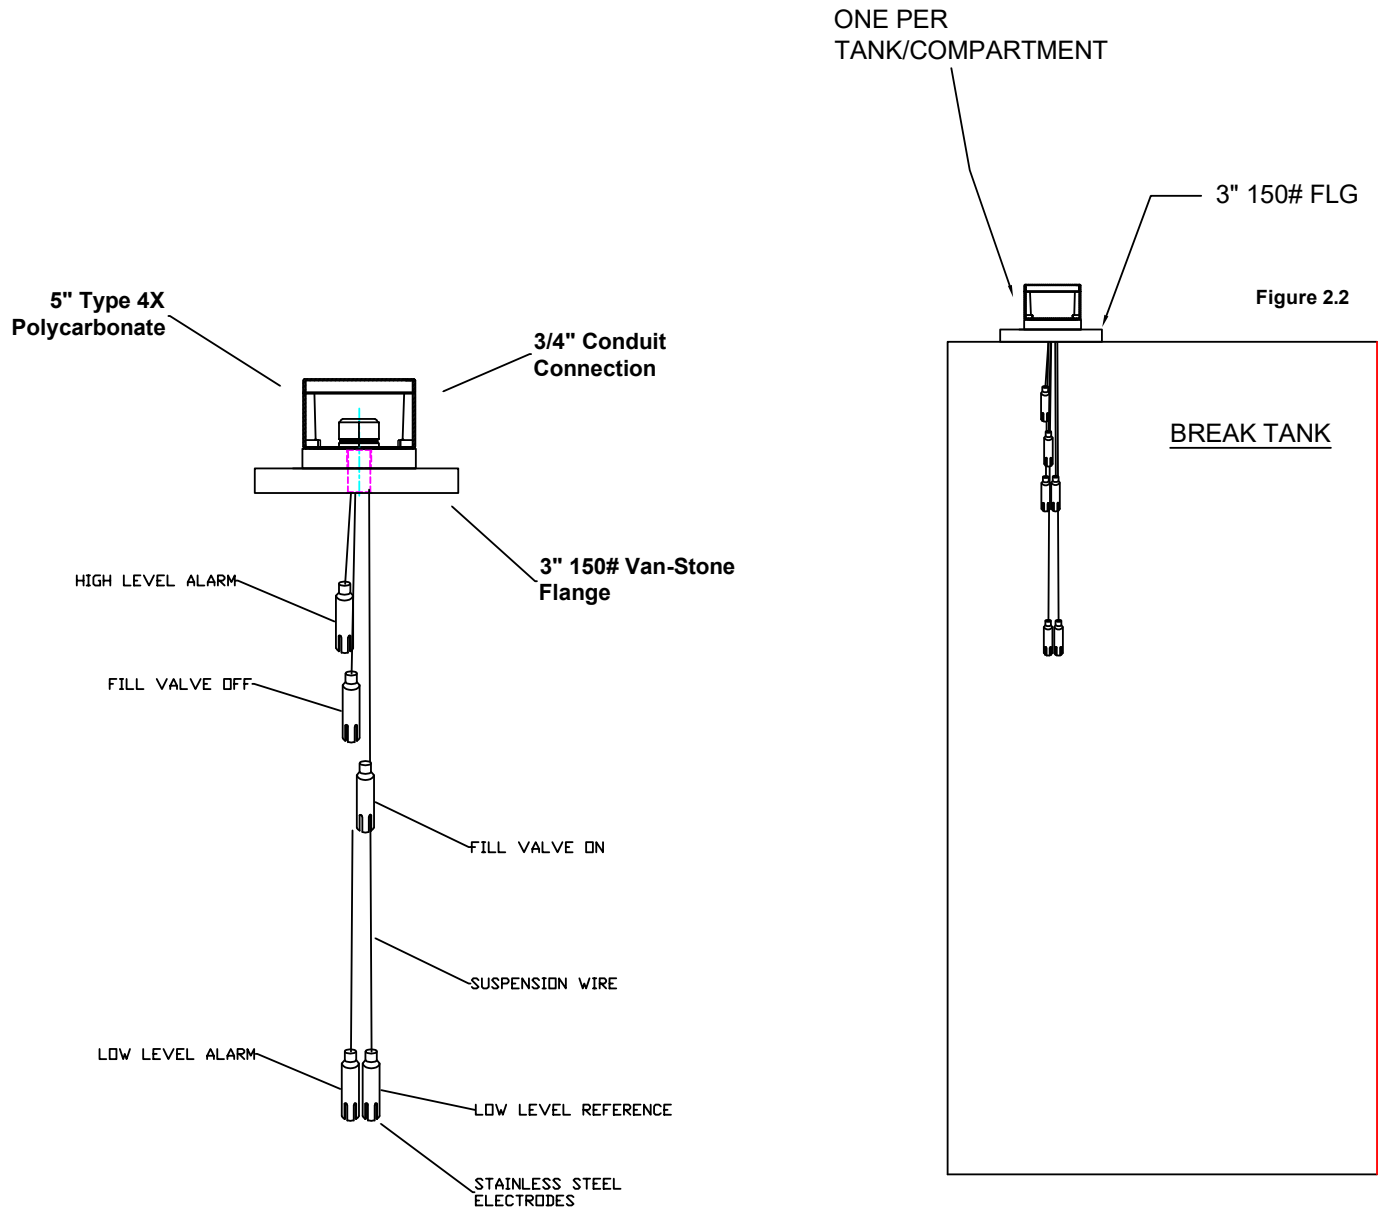 ONE PER
TANK/COMPARTMENT
3" 150# FLG
Figure 2.2
BREAK TANK
5" Type 4X
Polycarbonate
3/4" Conduit
Connection
3" 150# Van-Stone
Flange
HIGH LEVEL ALARM
FILL VALVE OFF
FILL VALVE ON
SUSPENSION WIRE
LOW LEVEL ALARM
LOW LEVEL REFERENCE
STAINLESS STEEL
ELECTRODES